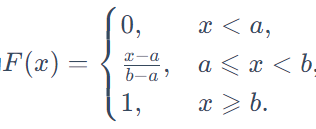 F(x) = { 0, x < a,
(x−a)/(b−a), a ⩽ x < b,
1, x ⩾ b.